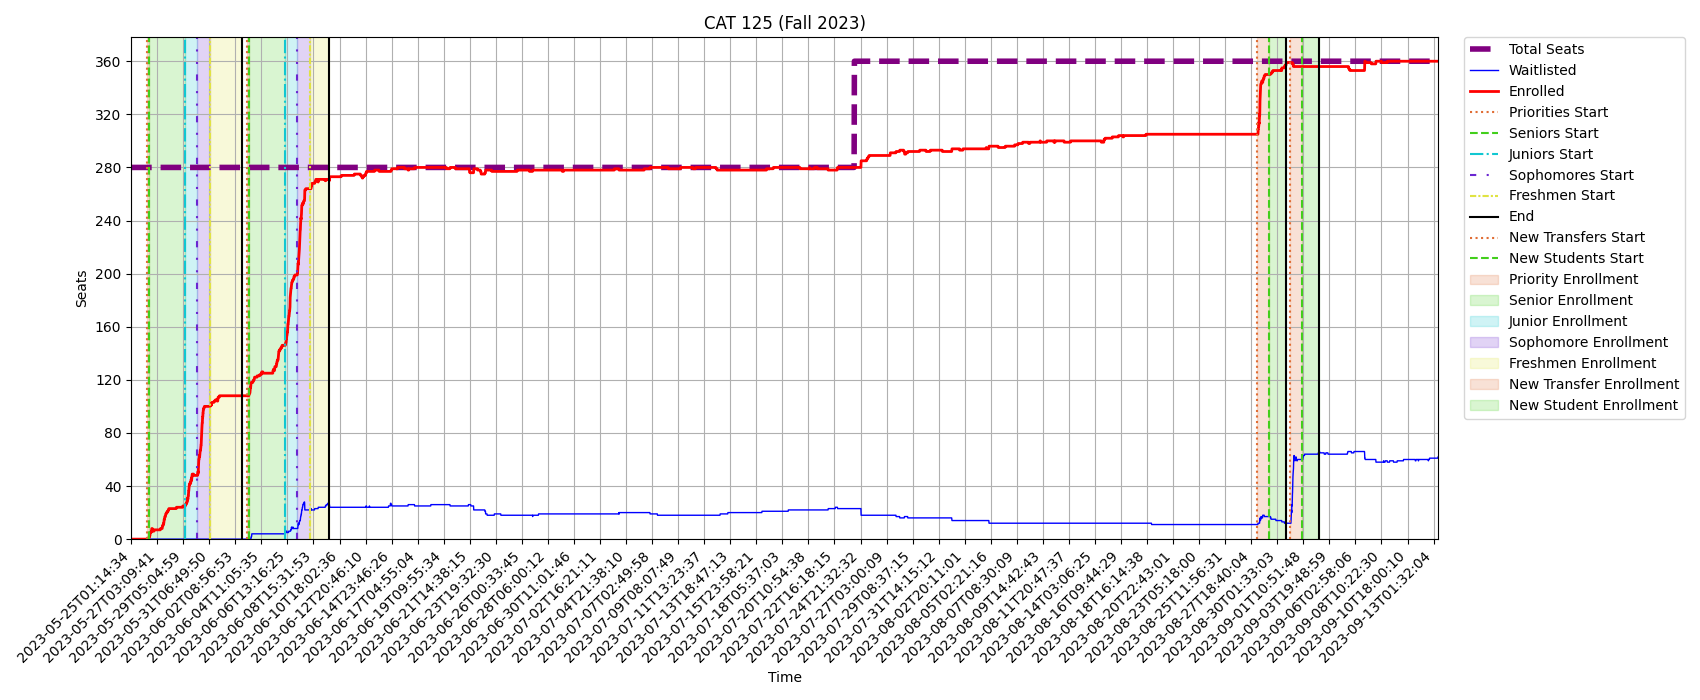 CAT 125 (Fall 2023)
Seats
360
320
280
240
200
160
120
80
40
0
2023-05-25T01:14:34
2023-05-27T03:09:41
2023-05-29T05:04:59
2023-05-31T06:49:50
2023-06-02T08:56:53
2023-06-04T11:05:35
2023-06-06T13:16:25
2023-06-08T15:31:53
2023-06-10T18:02:36
2023-06-12T20:46:10
2023-06-14T23:46:26
2023-06-17T04:55:04
2023-06-19T09:55:34
2023-06-21T14:38:15
2023-06-23T19:32:30
2023-06-26T00:33:45
2023-06-28T06:00:12
2023-06-30T11:01:46
2023-07-02T16:21:11
2023-07-04T21:38:10
2023-07-07T02:49:58
2023-07-09T08:07:49
2023-07-11T13:23:37
2023-07-13T18:47:13
2023-07-15T23:58:21
2023-07-18T05:37:03
2023-07-20T10:54:38
2023-07-22T16:18:15
2023-07-24T21:32:32
2023-07-27T03:00:09
2023-07-29T08:37:15
2023-07-31T14:15:12
2023-08-02T20:11:01
2023-08-05T02:21:16
2023-08-07T08:30:09
2023-08-09T14:42:43
2023-08-11T20:47:37
2023-08-14T03:06:25
2023-08-16T09:44:29
2023-08-18T16:14:38
2023-08-20T22:43:01
2023-08-23T05:18:00
2023-08-25T11:56:31
2023-08-27T18:40:04
2023-08-30T01:33:03
2023-09-01T10:51:48
2023-09-03T19:48:59
2023-09-06T02:58:06
2023-09-08T10:22:30
2023-09-10T18:00:10
2023-09-13T01:32:04
Time
Total Seats
Waitlisted
Enrolled
Priorities Start
Seniors Start
Juniors Start
Sophomores Start
Freshmen Start
End
New Transfers Start
New Students Start
Priority Enrollment
Senior Enrollment
Junior Enrollment
Sophomore Enrollment
Freshmen Enrollment
New Transfer Enrollment
New Student Enrollment